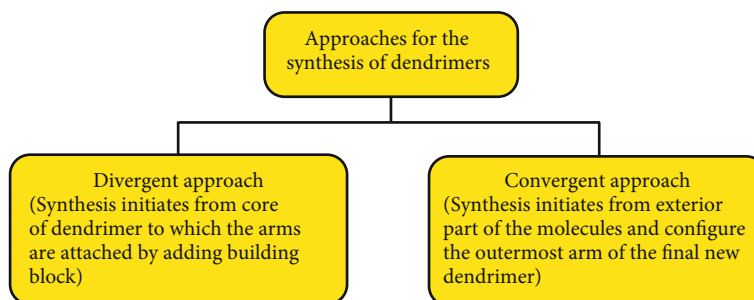 Approaches for the
synthesis of dendrimers
Divergent approach
(Synthesis initiates from core
of dendrimer to which the arms
are attached by adding building
block)
Convergent approach
(Synthesis initiates from exterior
part of the molecules and configure
the outermost arm of the final new
dendrimer)